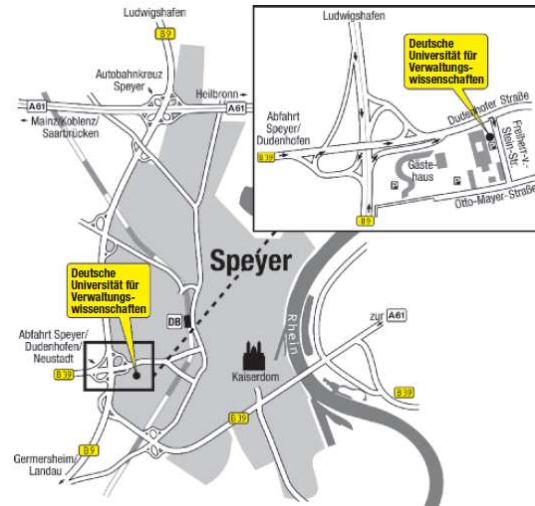 Ludwigshafen
B9
Autobahnkreuz
Speyer
Heilbronn
A61
A61
Mainz/Koblenz/
Saarbrücken
Ludwigshafen
Deutsche
Universität für
Verwaltungs-
wissenschaften
Abfahrt
Speyer/
Dudenhofen
Dudenhofer Straße
Freiherr-v.-
Stein-Str.
B39
Gäste-
haus
Otto-Mayer-Straße
B9
Speyer
Deutsche
Universität für
Verwaltungs-
wissenschaften
DB
Rhein
zur
A61
Abfahrt Speyer/
Dudenhofen/
Neustadt
B39
Kaiserdom
B39
B39
B9
Germersheim/
Landau